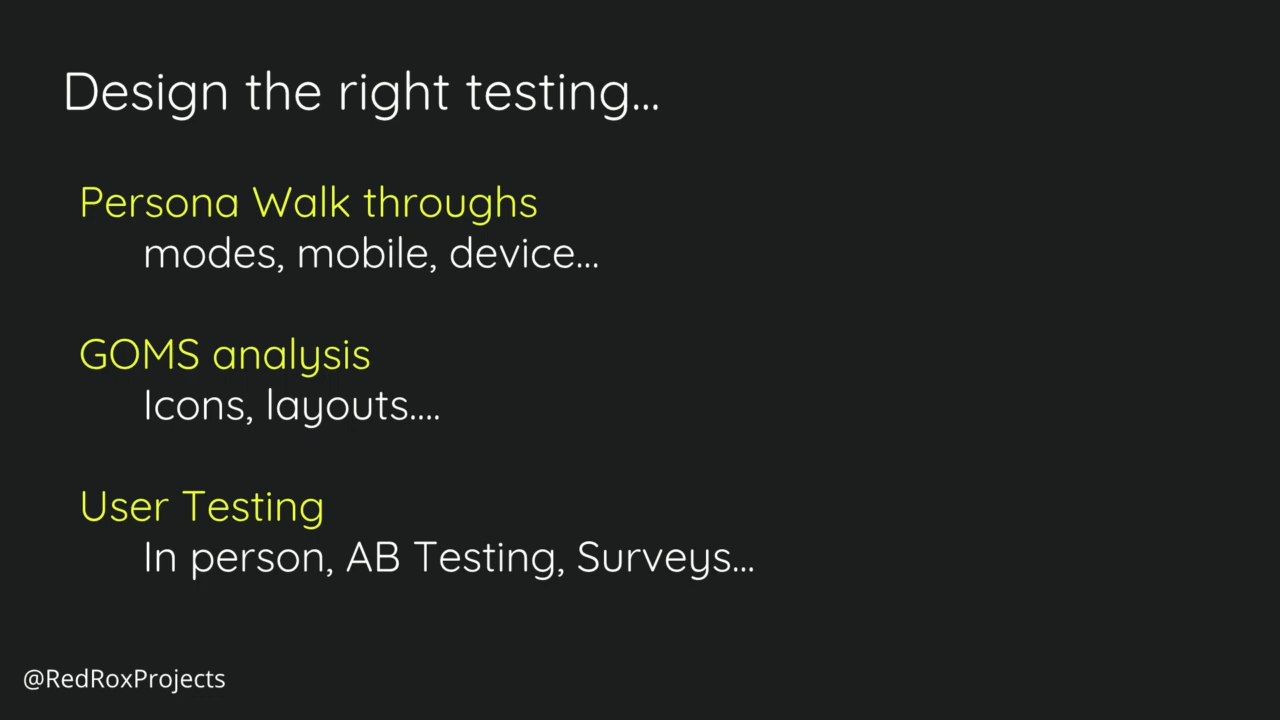 Design the right testing...
Persona Walk throughs
modes, mobile, device...
GOMS analysis
Icons, layouts....
User Testing
In person, AB Testing, Surveys...
@RedRoxProjects